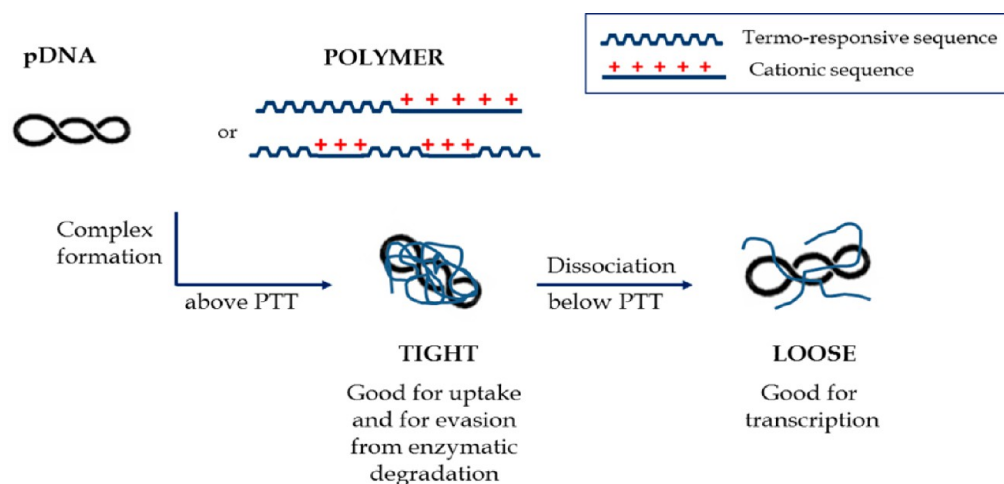 pDNA
POLYMER
Termo-responsive sequence
+ + + + +
Cationic sequence
+ + + + +
or
+ + + + + +
Complex
formation
above PTT
Dissociation
below PTT
TIGHT
Good for uptake
and for evasion
from enzymatic
degradation
LOOSE
Good for
transcription